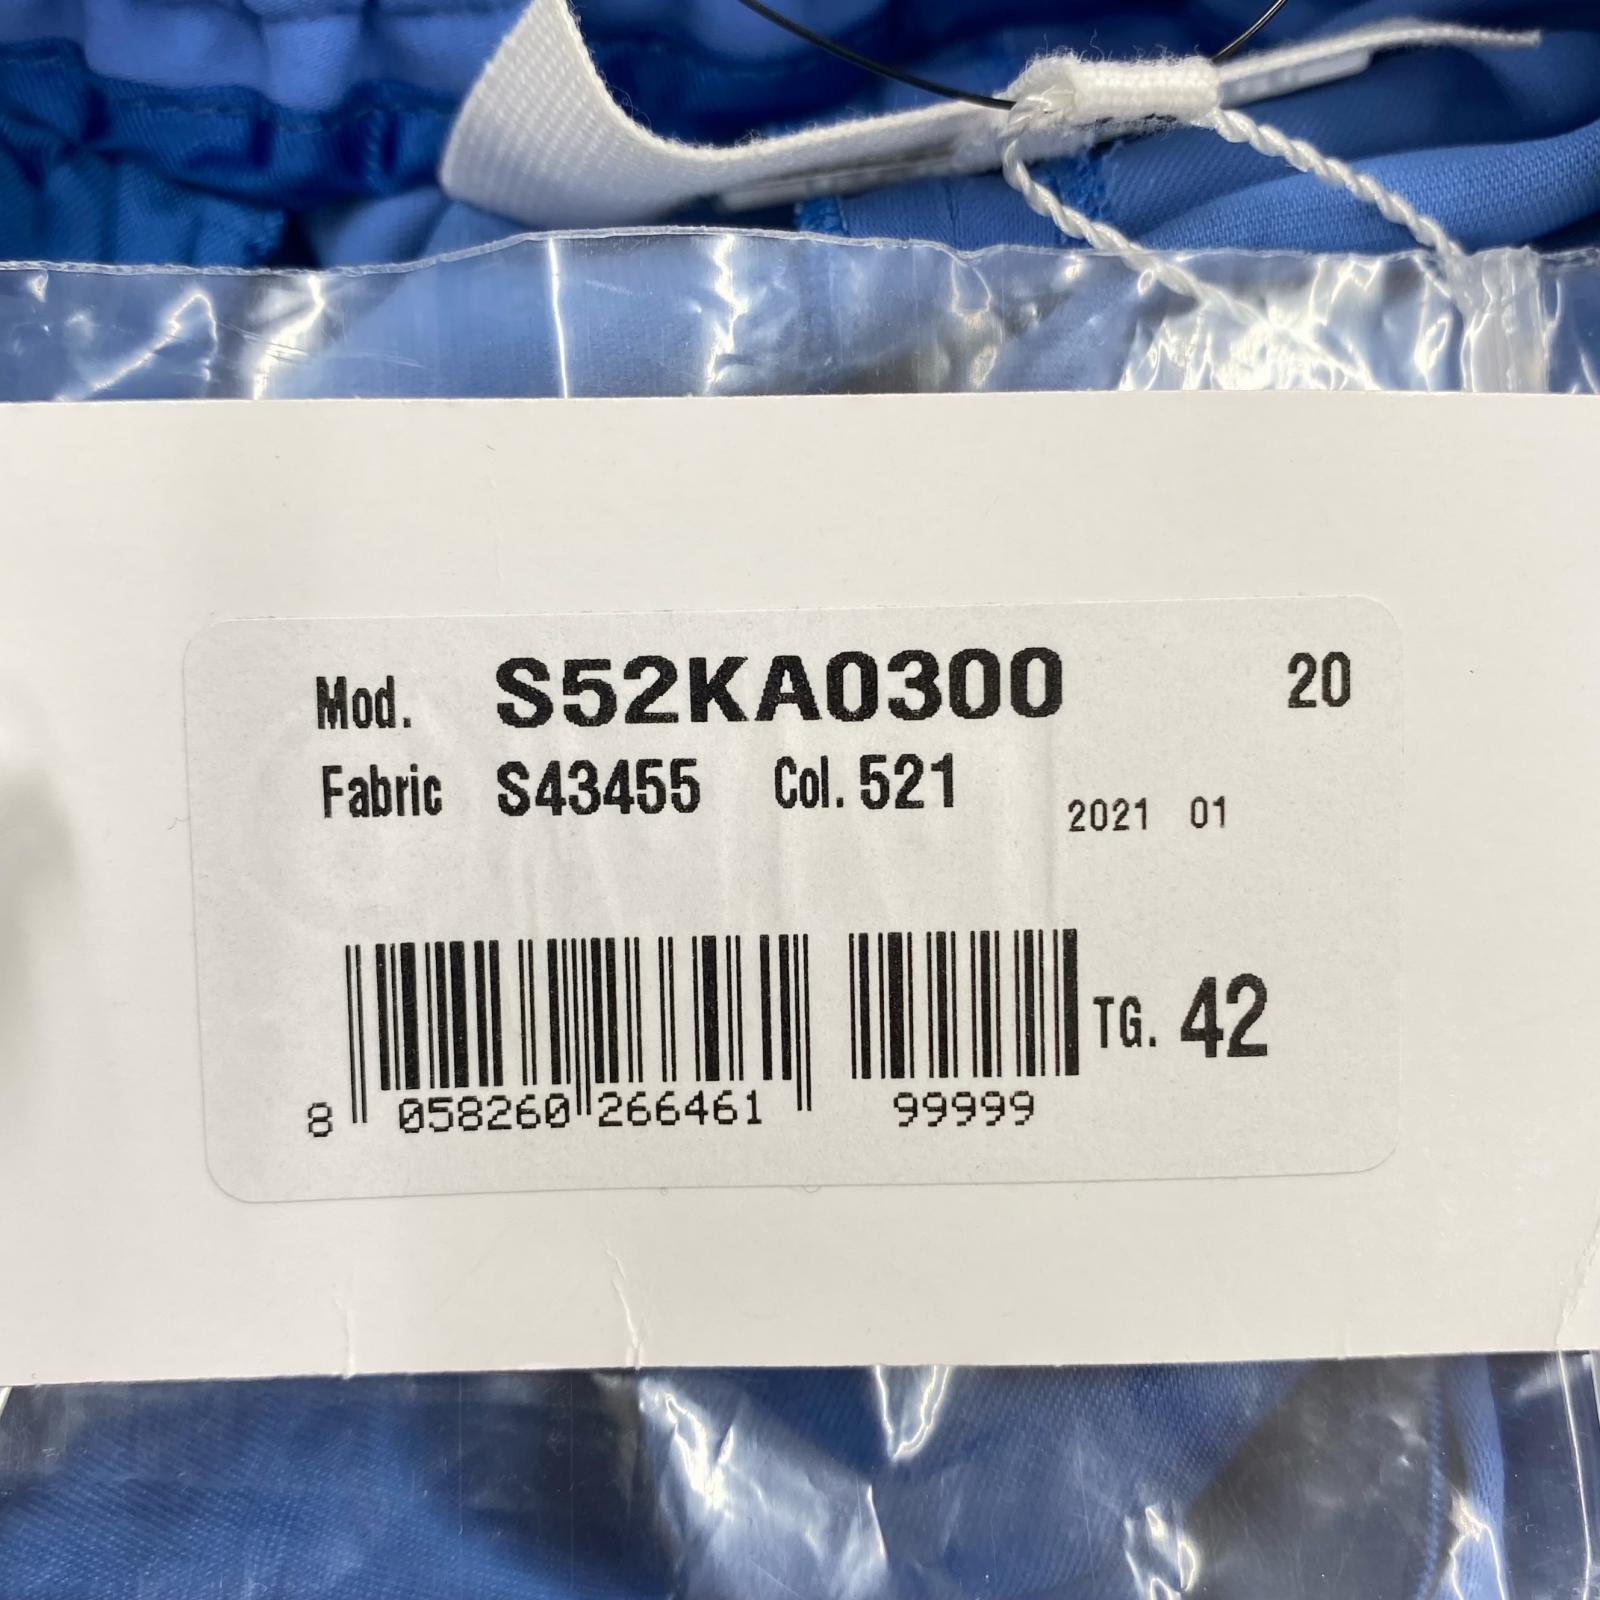 Mod. S52KA0300 20
Fabric S43455 Col. 521
2021 01
TG. 42
8 058260 266461 99999